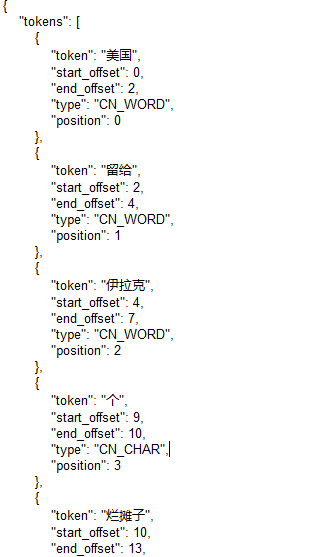 {
"tokens": [
{
"token": "美国",
"start_offset": 0,
"end_offset": 2,
"type": "CN_WORD",
"position": 0
},
{
"token": "留给",
"start_offset": 2,
"end_offset": 4,
"type": "CN_WORD",
"position": 1
},
{
"token": "伊拉克",
"start_offset": 4,
"end_offset": 7,
"type": "CN_WORD",
"position": 2
},
{
"token": "个",
"start_offset": 9,
"end_offset": 10,
"type": "CN_CHAR",
"position": 3
},
{
"token": "烂摊子",
"start_offset": 10,
"end_offset": 13,